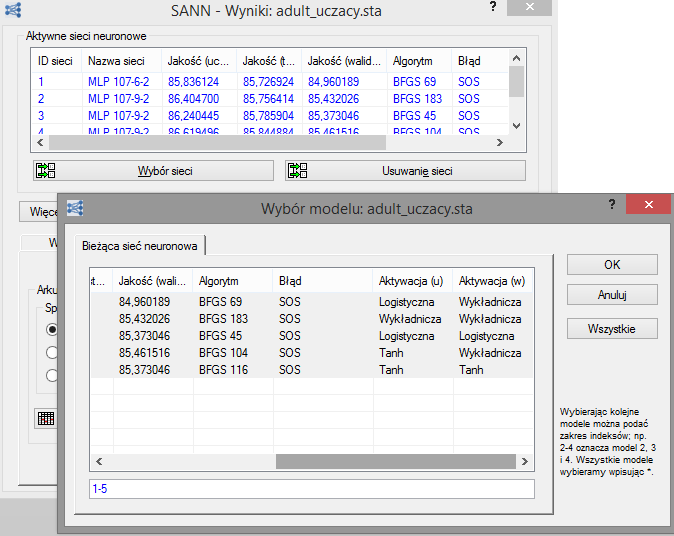 SANN - Wyniki: adult_uczacy.sta
Aktywne sieci neuronowe
ID sieci Nazwa sieci Jakość (uc... Jakość (t... Jakość (walid... Algorytm Błąd
1 MLP 107-6-2 85,836124 85,726924 84,960189 BFGS 69 SOS
2 MLP 107-9-2 86,404700 85,756414 85,432026 BFGS 183 SOS
3 MLP 107-9-2 86,240445 85,785904 85,373046 BFGS 45 SOS
4 MLP 107-9-2 86,619496 85,844884 85,461516 BFGS 104 SOS
Wybór sieci Usuwanie sieci
Więce
W
Arku
Sp
Wybór modelu: adult_uczacy.sta
Bieżąca sieć neuronowa
st... Jakość (wali... Algorytm Błąd Aktywacja (u) Aktywacja (w)
84,960189 BFGS 69 SOS Logistyczna Wykładnicza
85,432026 BFGS 183 SOS Wykładnicza Wykładnicza
85,373046 BFGS 45 SOS Logistyczna Logistyczna
85,461516 BFGS 104 SOS Tanh Wykładnicza
85,373046 BFGS 116 SOS Tanh Tanh
1-5
OK
Anuluj
Wszystkie
Wybierając kolejne
modele można podać
zakres indeksów; np.
2-4 oznacza model 2, 3
i 4. Wszystkie modele
wybieramy wpisując *.